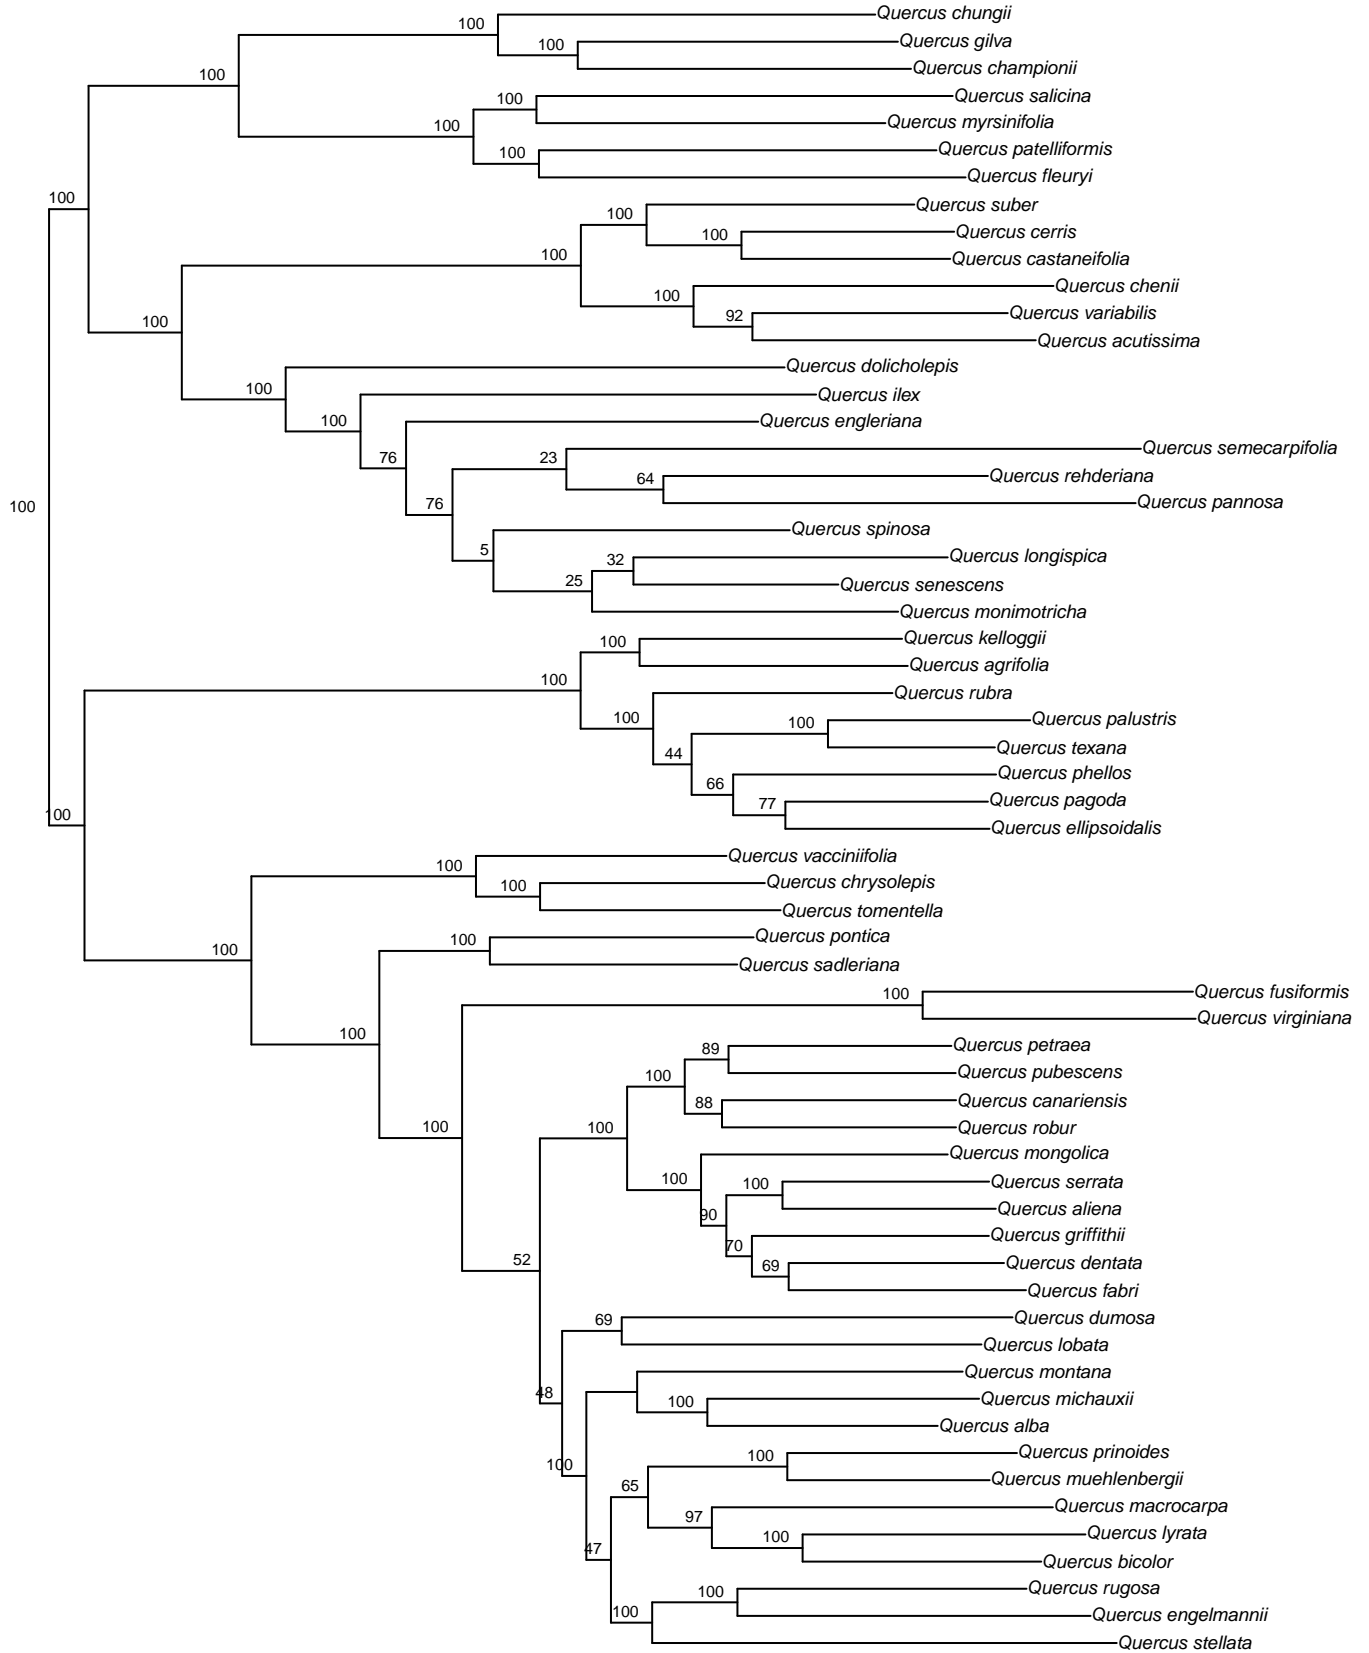 Quercus chungii
100
Quercus gilva
100
Quercus championii
100
Quercus salicina
100
Quercus myrsinifolia
100
Quercus patelliformis
100
Quercus fleuryi
100
Quercus suber
100
Quercus cerris
100
Quercus castaneifolia
100
Quercus chenii
100
Quercus variabilis
92
Quercus acutissima
100
Quercus dolicholepis
100
Quercus ilex
100
Quercus engleriana
76
Quercus semecarpifolia
23
Quercus rehderiana
64
Quercus pannosa
76
100
Quercus spinosa
5
Quercus longispica
32
Quercus senescens
25
Quercus monimotricha
Quercus kelloggii
100
Quercus agrifolia
100
Quercus rubra
100
Quercus palustris
100
Quercus texana
44
Quercus phellos
66
Quercus pagoda
77
Quercus ellipsoidalis
100
Quercus vacciniifolia
100
Quercus chrysolepis
100
Quercus tomentella
Quercus pontica
100
Quercus sadleriana
100
Quercus fusiformis
100
Quercus virginiana
100
Quercus petraea
89
Quercus pubescens
100
Quercus canariensis
88
Quercus robur
100
100
Quercus mongolica
100
Quercus serrata
100
Quercus aliena
90
Quercus griffithii
70
Quercus dentata
69
52
Quercus fabri
Quercus dumosa
69
Quercus lobata
Quercus montana
48
Quercus michauxii
100
Quercus alba
Quercus prinoides
100
100
Quercus muehlenbergii
65
Quercus macrocarpa
97
Quercus lyrata
100
47
Quercus bicolor
Quercus rugosa
100
Quercus engelmannii
100
Quercus stellata